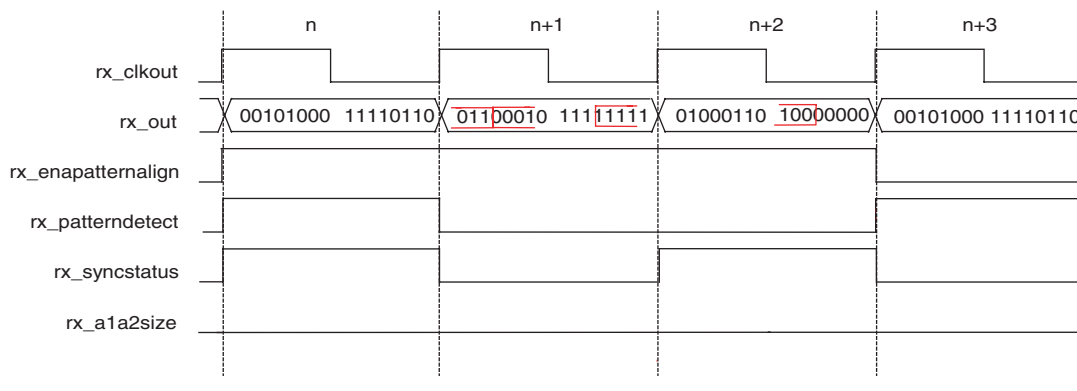 n n+1 n+2 n+3
rx_clkout
rx_out 00101000 11110110 01100010 11111111 01000110 10000000 00101000 11110110
rx_enapatternalign
rx_patterndetect
rx_syncstatus
rx_a1a2size